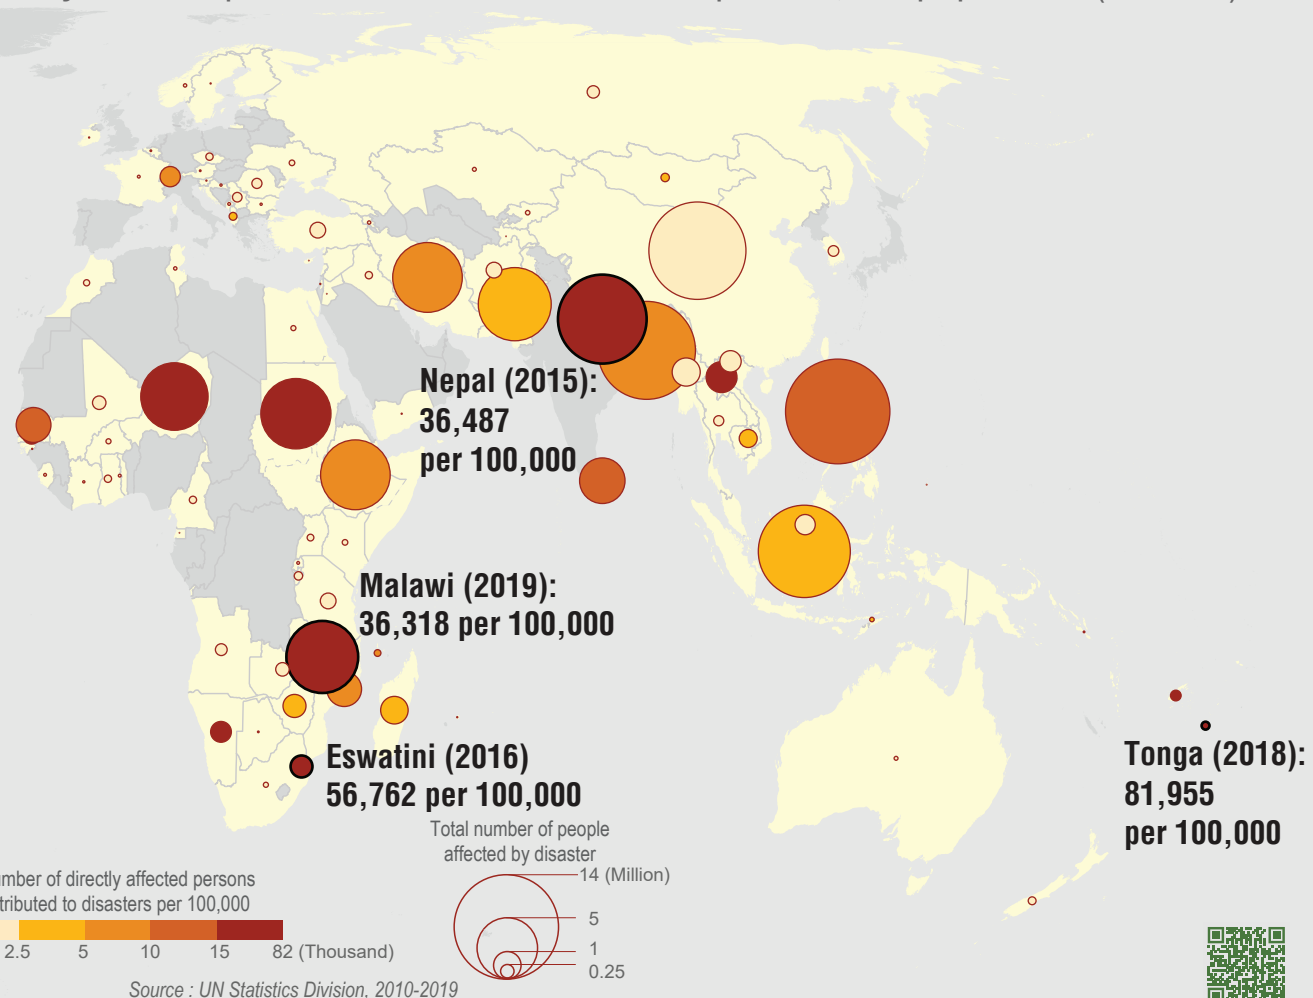 Nepal (2015):
36,487
per 100,000
Malawi (2019):
36,318 per 100,000
Eswatini (2016)
56,762 per 100,000
Tonga (2018):
81,955
per 100,000
Total number of people
affected by disaster
14 (Million)
5
1
0.25
of directly affected persons
to disasters per 100,000
2.5 5 10 15 82 (Thousand)
Source : UN Statistics Division, 2010-2019